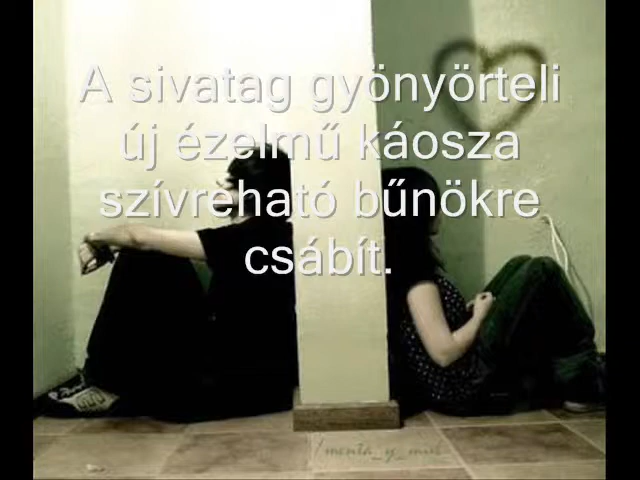 A sivatag gyönyörteli
új ézelmű káosza
szívreható bűnökre
csábít.